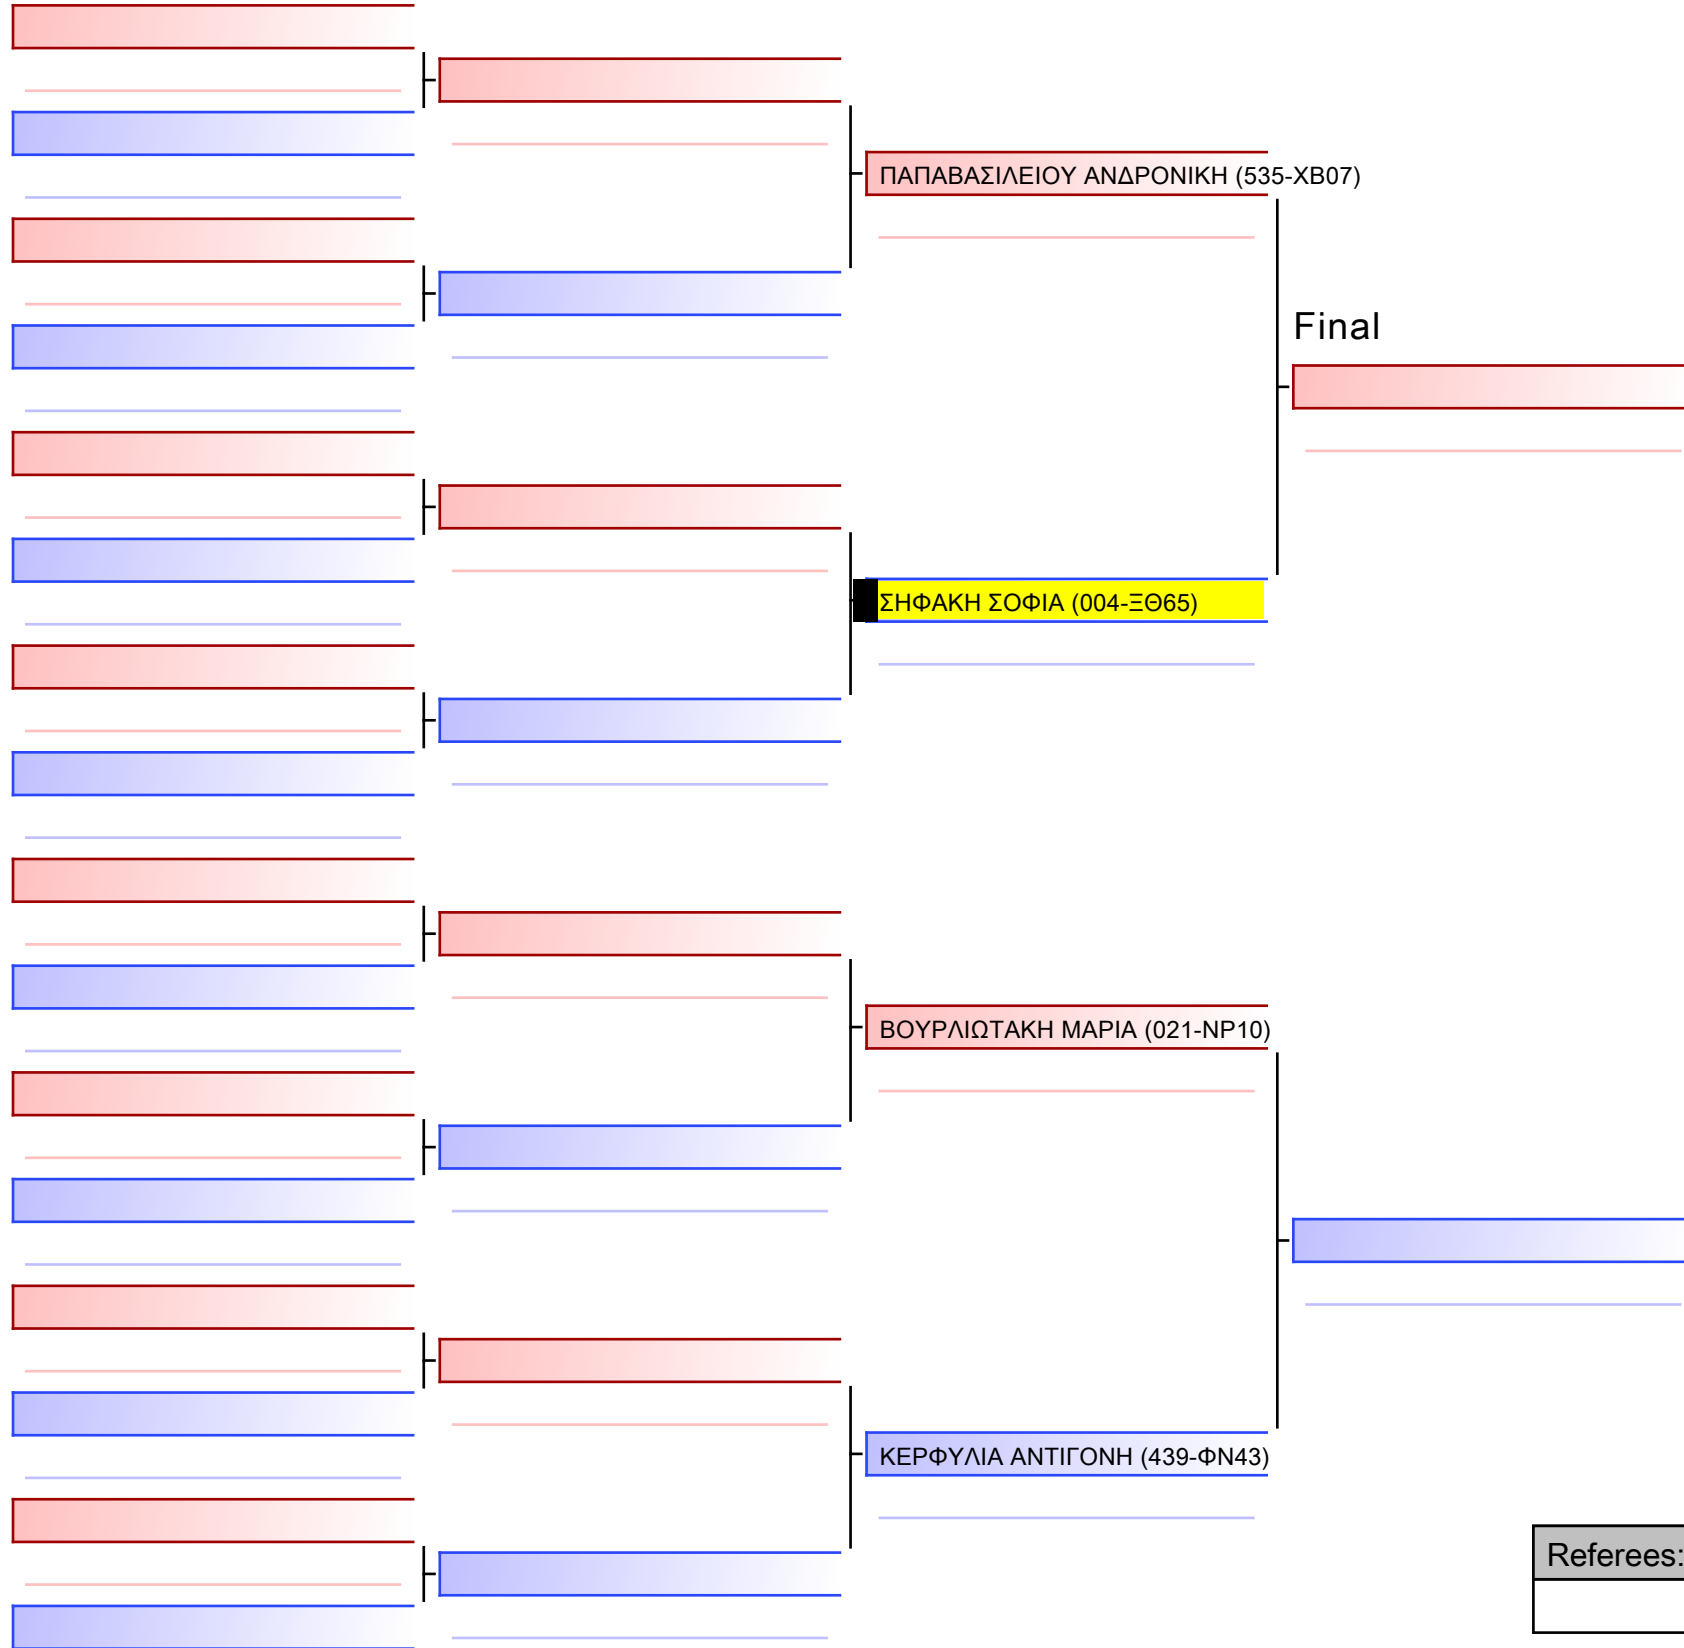 ΠΑΠΑΒΑΣΙΛΕΙΟΥ ΑΝΔΡΟΝΙΚΗ (535-ΧΒ07)
Final
ΣΗΦΑΚΗ ΣΟΦΙΑ (004-ΞΘ65)
ΒΟΥΡΛΙΩΤΑΚΗ ΜΑΡΙΑ (021-ΝΡ10)
ΚΕΡΦΥΛΙΑ ΑΝΤΙΓΟΝΗ (439-ΦΝ43)
Referees: